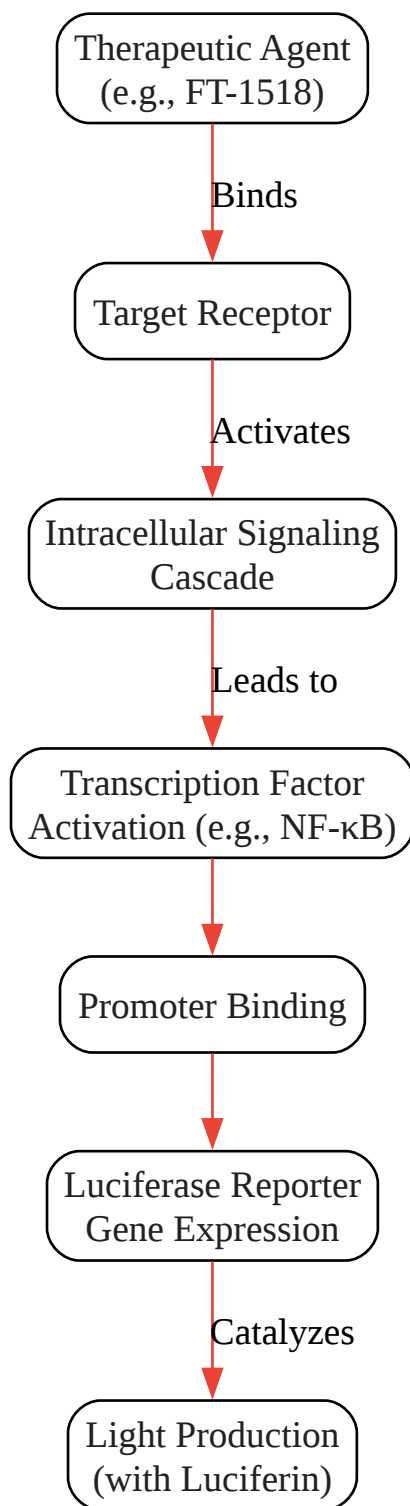 Therapeutic Agent
(e.g., FT-1518)
Binds
Target Receptor
Activates
Intracellular Signaling
Cascade
Leads to
Transcription Factor
Activation (e.g., NF-κB)
Promoter Binding
Luciferase Reporter
Gene Expression
Catalyzes
Light Production
(with Luciferin)